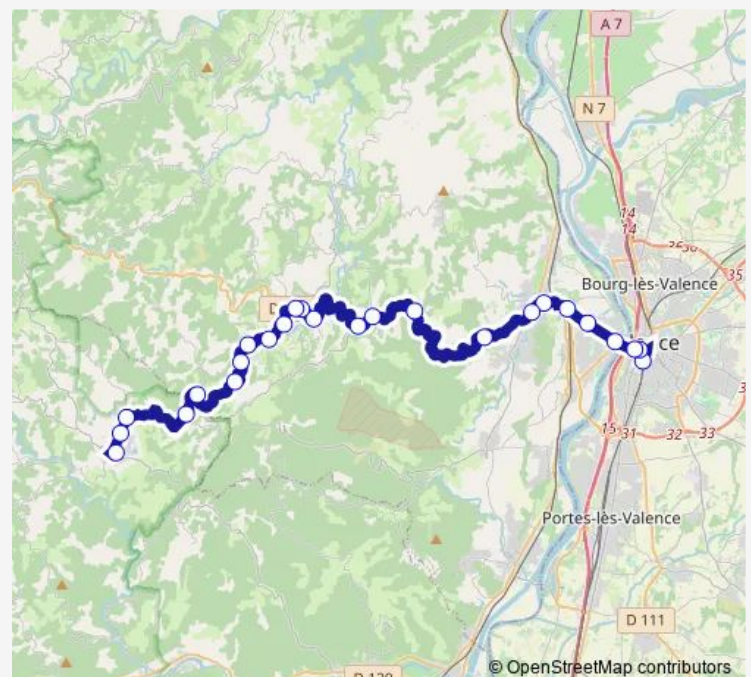 A 7
N 7
14
14
35
Bourg-lès-Valence
D
ce
15
31
32
33
3
Portes-lès-Valence
D 111
© OpenStreetMap contributors